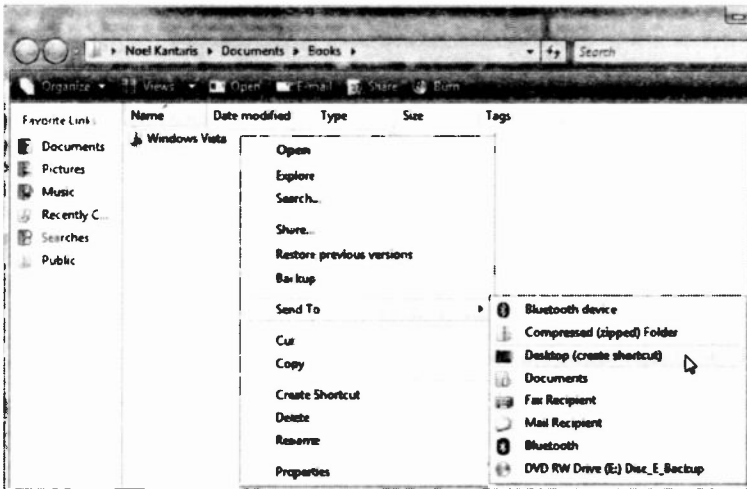 Noel Kantaris ▸ Documents ▸ Books ▸
Search
Organize Views Open E-mail Share Burn
Favorite Links
Name Date modified Type Size Tags
Documents
Pictures
Music
Recently C...
Searches
Public
Windows Vista
Open
Explore
Search...
Share...
Restore previous versions
Backup
Send To
Cut
Copy
Create Shortcut
Delete
Rename
Properties
Bluetooth device
Compressed (zipped) Folder
Desktop (create shortcut)
Documents
Fax Recipient
Mail Recipient
Bluetooth
DVD RW Drive (E:) Disc_E_Backup